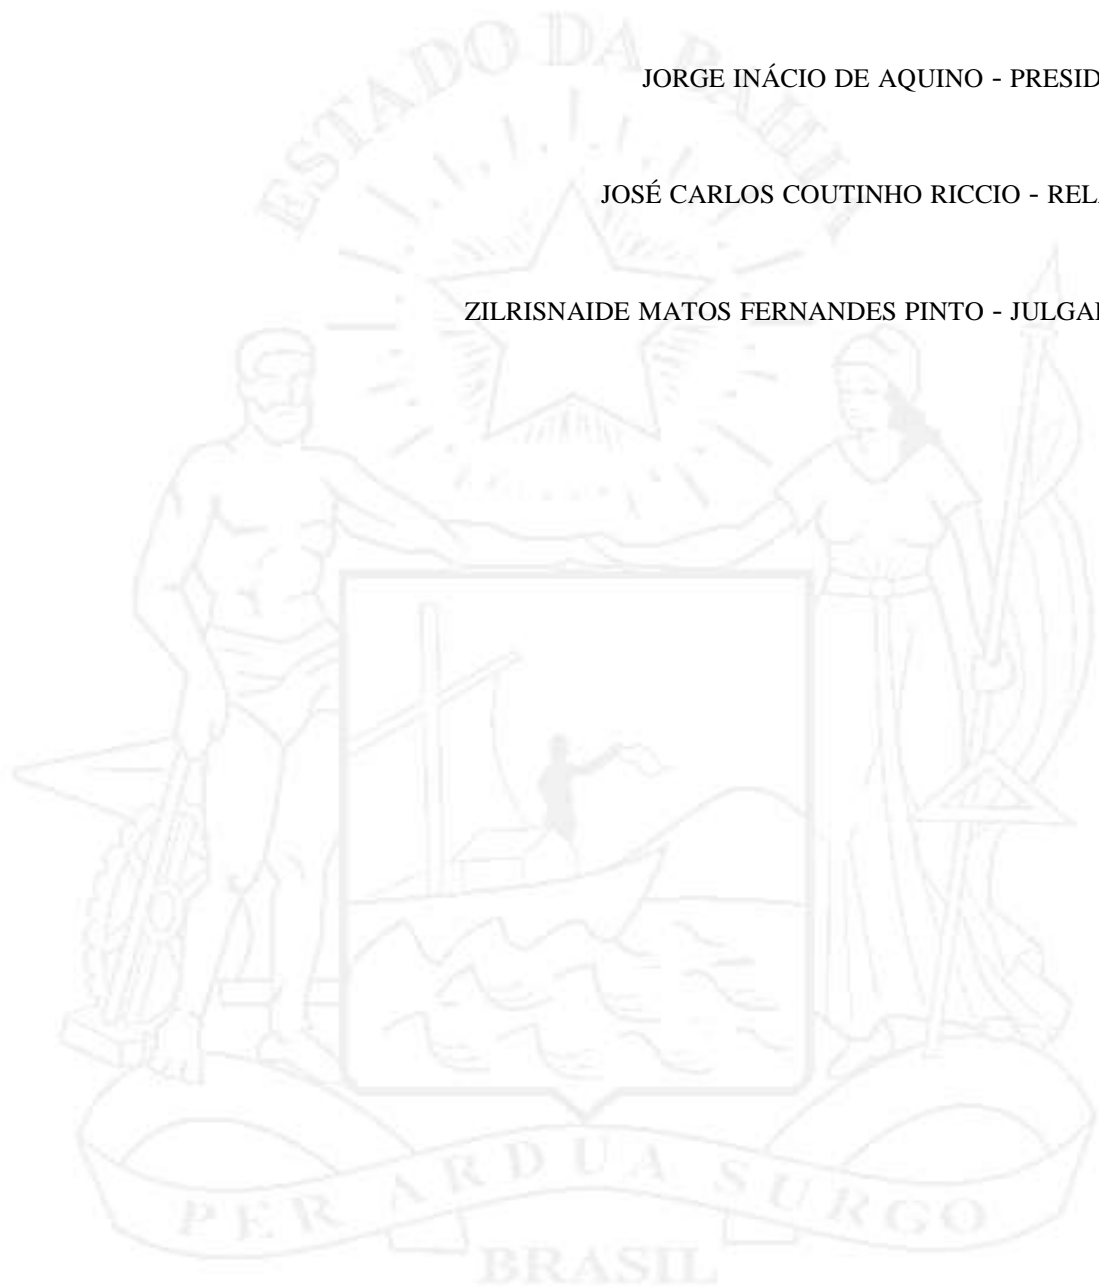 ESTADO DA BAHIA
JORGE INÁCIO DE AQUINO - PRESID
JOSÉ CARLOS COUTINHO RICCIO - REL
ZILRISNAIDE MATOS FERNANDES PINTO - JULGA
PER ARDUA SURGO
BRASIL